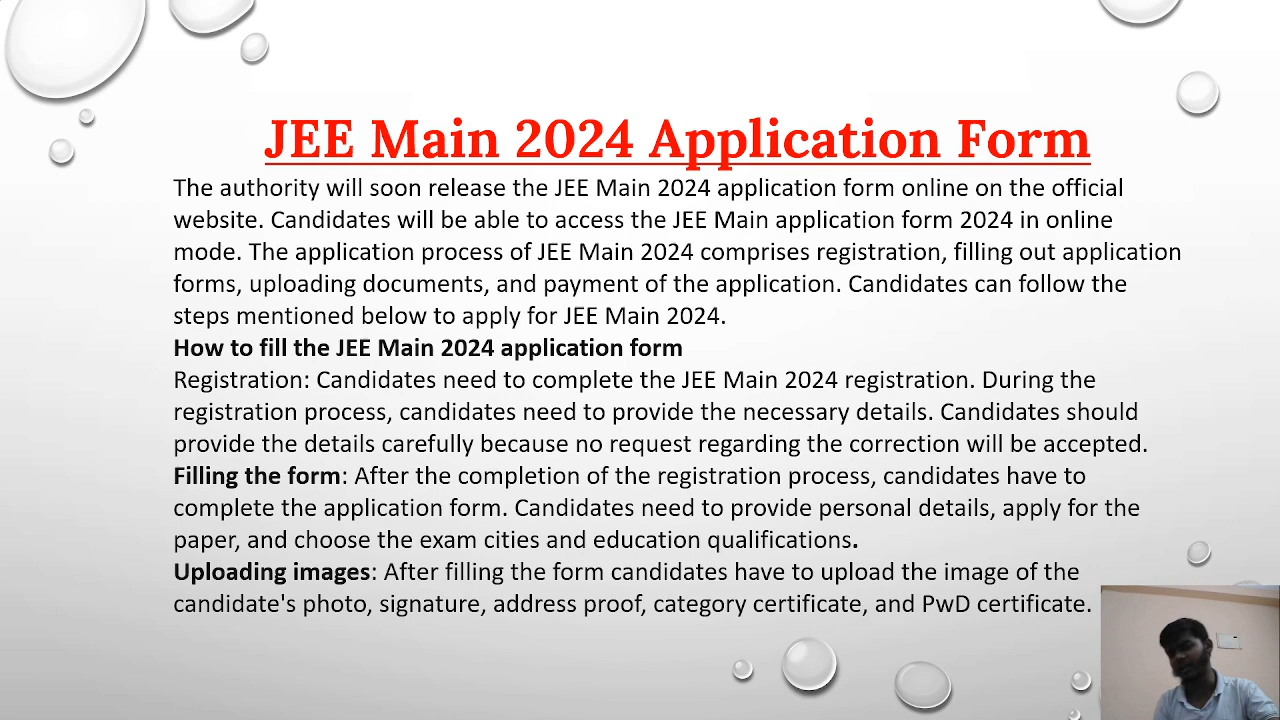 JEE Main 2024 Application Form
The authority will soon release the JEE Main 2024 application form online on the official
website. Candidates will be able to access the JEE Main application form 2024 in online
mode. The application process of JEE Main 2024 comprises registration, filling out application
forms, uploading documents, and payment of the application. Candidates can follow the
steps mentioned below to apply for JEE Main 2024.
How to fill the JEE Main 2024 application form
Registration: Candidates need to complete the JEE Main 2024 registration. During the
registration process, candidates need to provide the necessary details. Candidates should
provide the details carefully because no request regarding the correction will be accepted.
Filling the form: After the completion of the registration process, candidates have to
complete the application form. Candidates need to provide personal details, apply for the
paper, and choose the exam cities and education qualifications.
Uploading images: After filling the form candidates have to upload the image of the
candidate's photo, signature, address proof, category certificate, and PwD certificate.